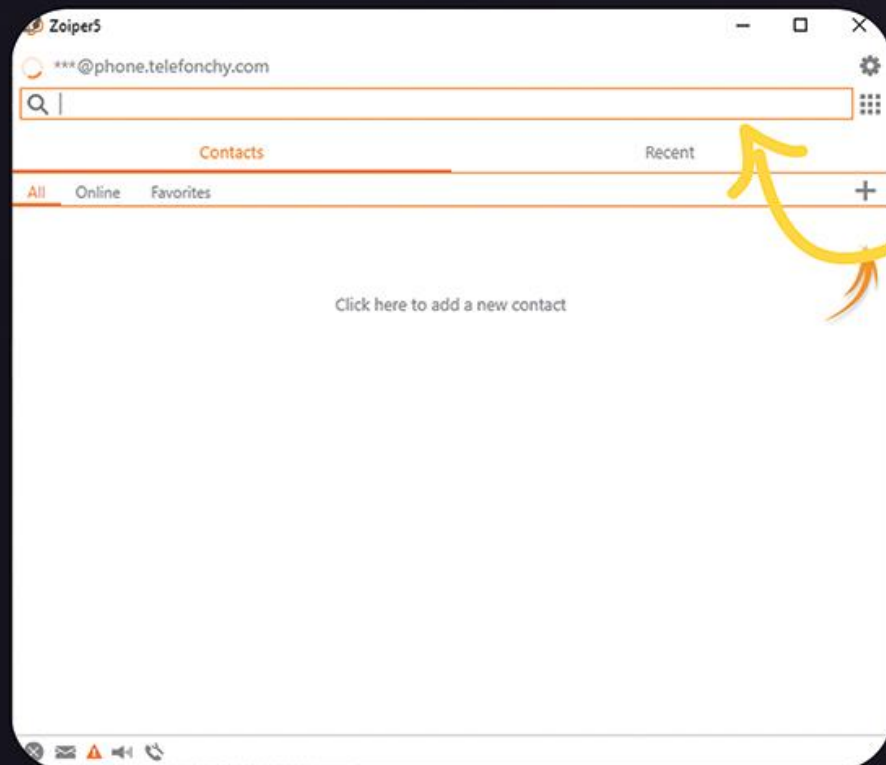 Zoiper5
***@phone.telefonchy.com
Contacts Recent
All Online Favorites
Click here to add a new contact